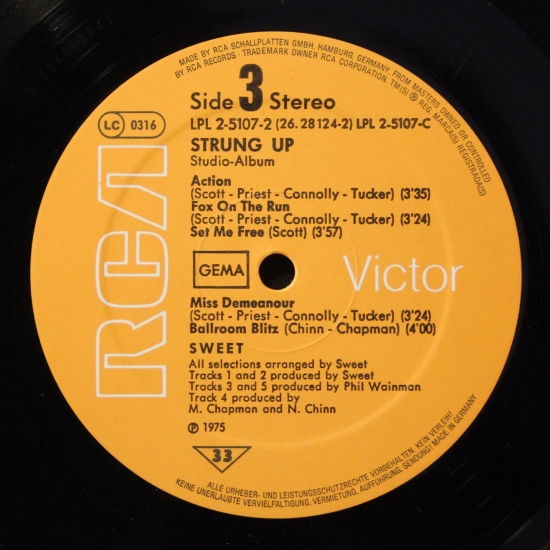 MADE BY RCA SCHALLPLATTEN GMBH, HAMBURG, GERMANY, FROM MASTERS OWNED OR CONTROLLED
BY RCA RECORDS · TRADEMARK OWNER RCA CORPORATION. TM(S) ® REG. MARCA(S) REGISTRADA(S)
Side 3 Stereo
LC 0316
LPL 2-5107-2 (26.28124-2) LPL 2-5107-C
STRUNG UP
Studio-Album
Action
(Scott - Priest - Connolly - Tucker) (3'35)
Fox On The Run
(Scott - Priest - Connolly - Tucker) (3'24)
Set Me Free (Scott) (3'57)
RCA
GEMA
Victor
Miss Demeanour
(Scott - Priest - Connolly - Tucker) (3'24)
Ballroom Blitz (Chinn - Chapman) (4'00)
SWEET
All selections arranged by Sweet
Tracks 1 and 2 produced by Sweet
Tracks 3 and 5 produced by Phil Wainman
Track 4 produced by
M. Chapman and N. Chinn
℗ 1975
33
ALLE URHEBER- UND LEISTUNGSSCHUTZRECHTE VORBEHALTEN. KEIN VERLEIH!
KEINE UNERLAUBTE VERVIELFÄLTIGUNG, VERMIETUNG, AUFFÜHRUNG, SENDUNG! MADE IN GERMANY